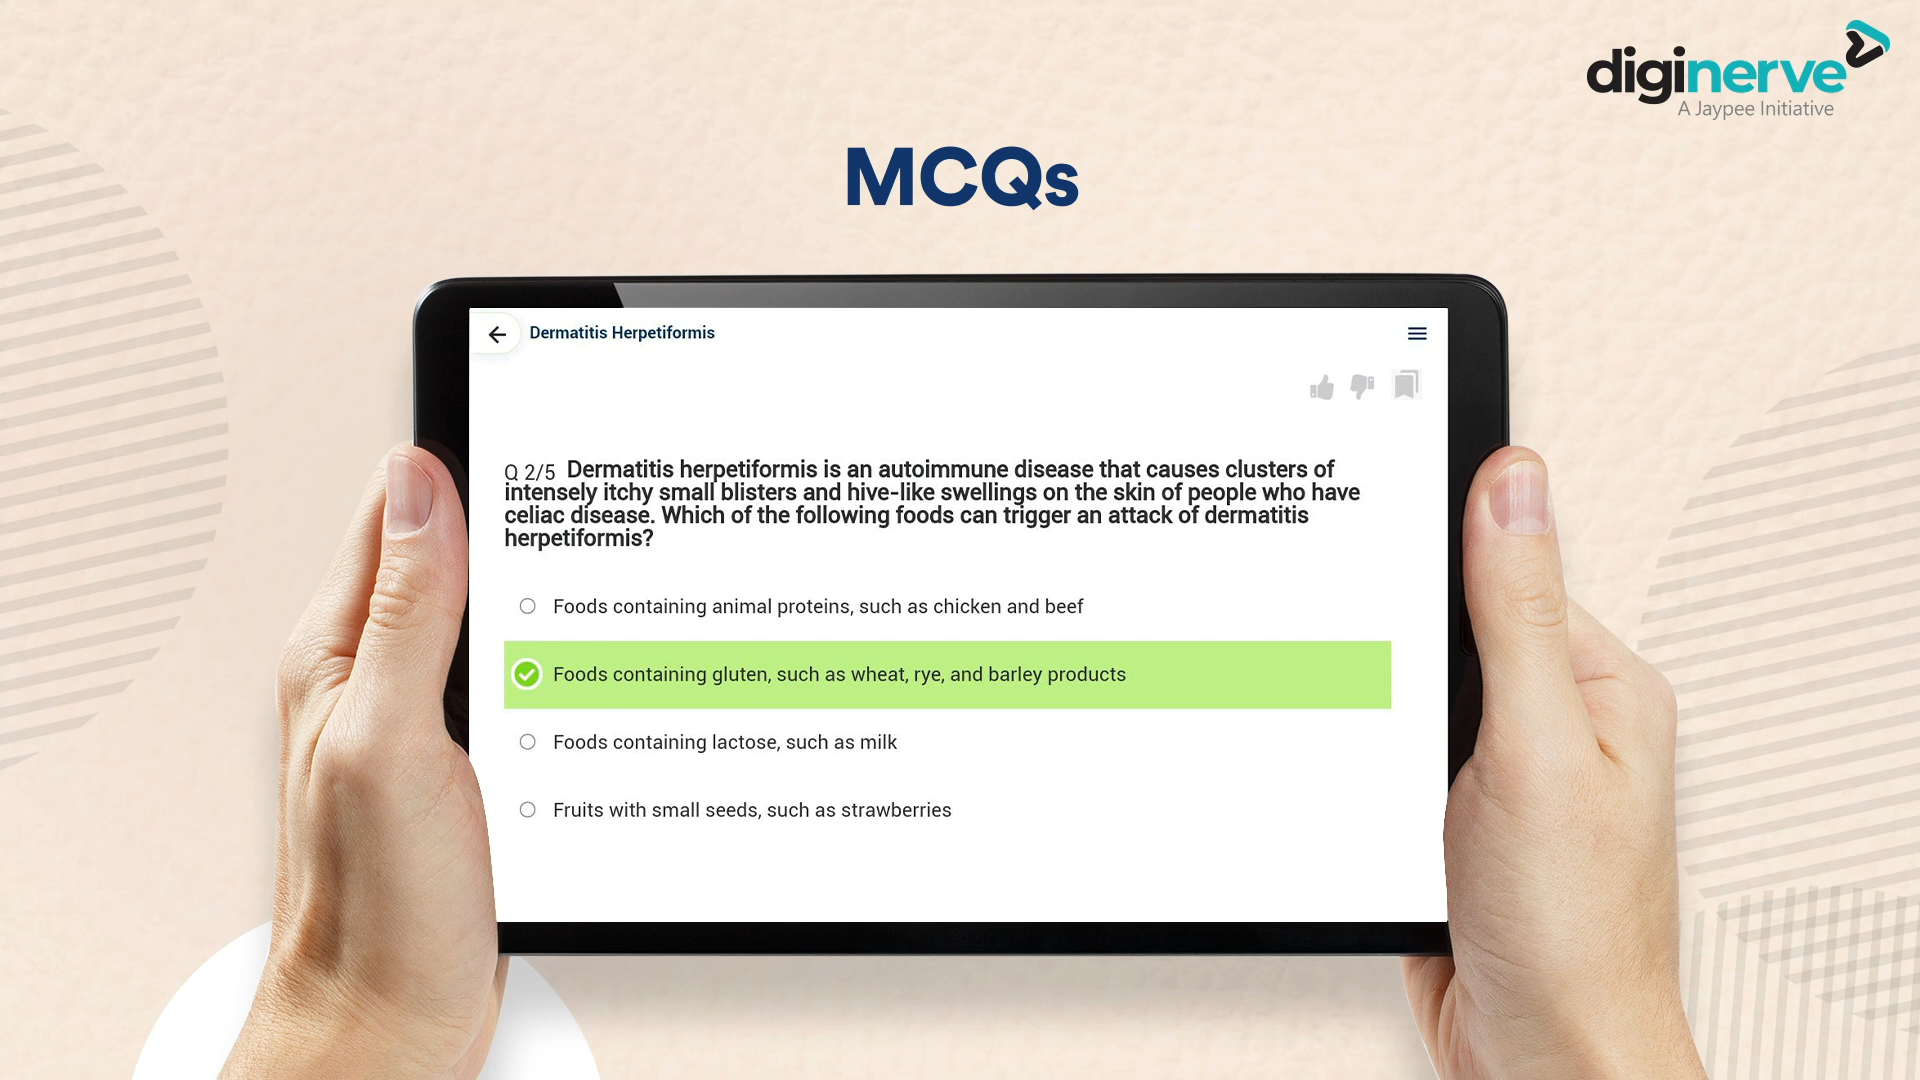 diginerve
A Jaypee Initiative
MCQs
Dermatitis Herpetiformis
Q 2/5 Dermatitis herpetiformis is an autoimmune disease that causes clusters of
intensely itchy small blisters and hive-like swellings on the skin of people who have
celiac disease. Which of the following foods can trigger an attack of dermatitis
herpetiformis?
Foods containing animal proteins, such as chicken and beef
Foods containing gluten, such as wheat, rye, and barley products
Foods containing lactose, such as milk
Fruits with small seeds, such as strawberries